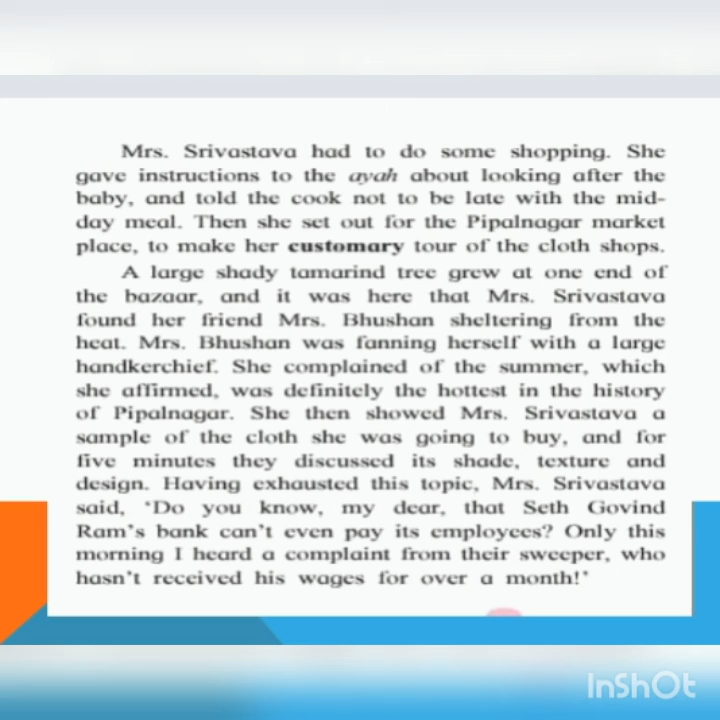 Mrs. Srivastava had to do some shopping. She
gave instructions to the ayah about looking after the
baby, and told the cook not to be late with the mid-
day meal. Then she set out for the Pipalnagar market
place, to make her customary tour of the cloth shops.
A large shady tamarind tree grew at one end of
the bazaar, and it was here that Mrs. Srivastava
found her friend Mrs. Bhushan sheltering from the
heat. Mrs. Bhushan was fanning herself with a large
handkerchief. She complained of the summer, which
she affirmed, was definitely the hottest in the history
of Pipalnagar. She then showed Mrs. Srivastava a
sample of the cloth she was going to buy, and for
five minutes they discussed its shade, texture and
design. Having exhausted this topic, Mrs. Srivastava
said, ‘Do you know, my dear, that Seth Govind
Ram’s bank can’t even pay its employees? Only this
morning I heard a complaint from their sweeper, who
hasn’t received his wages for over a month!’
InShOt